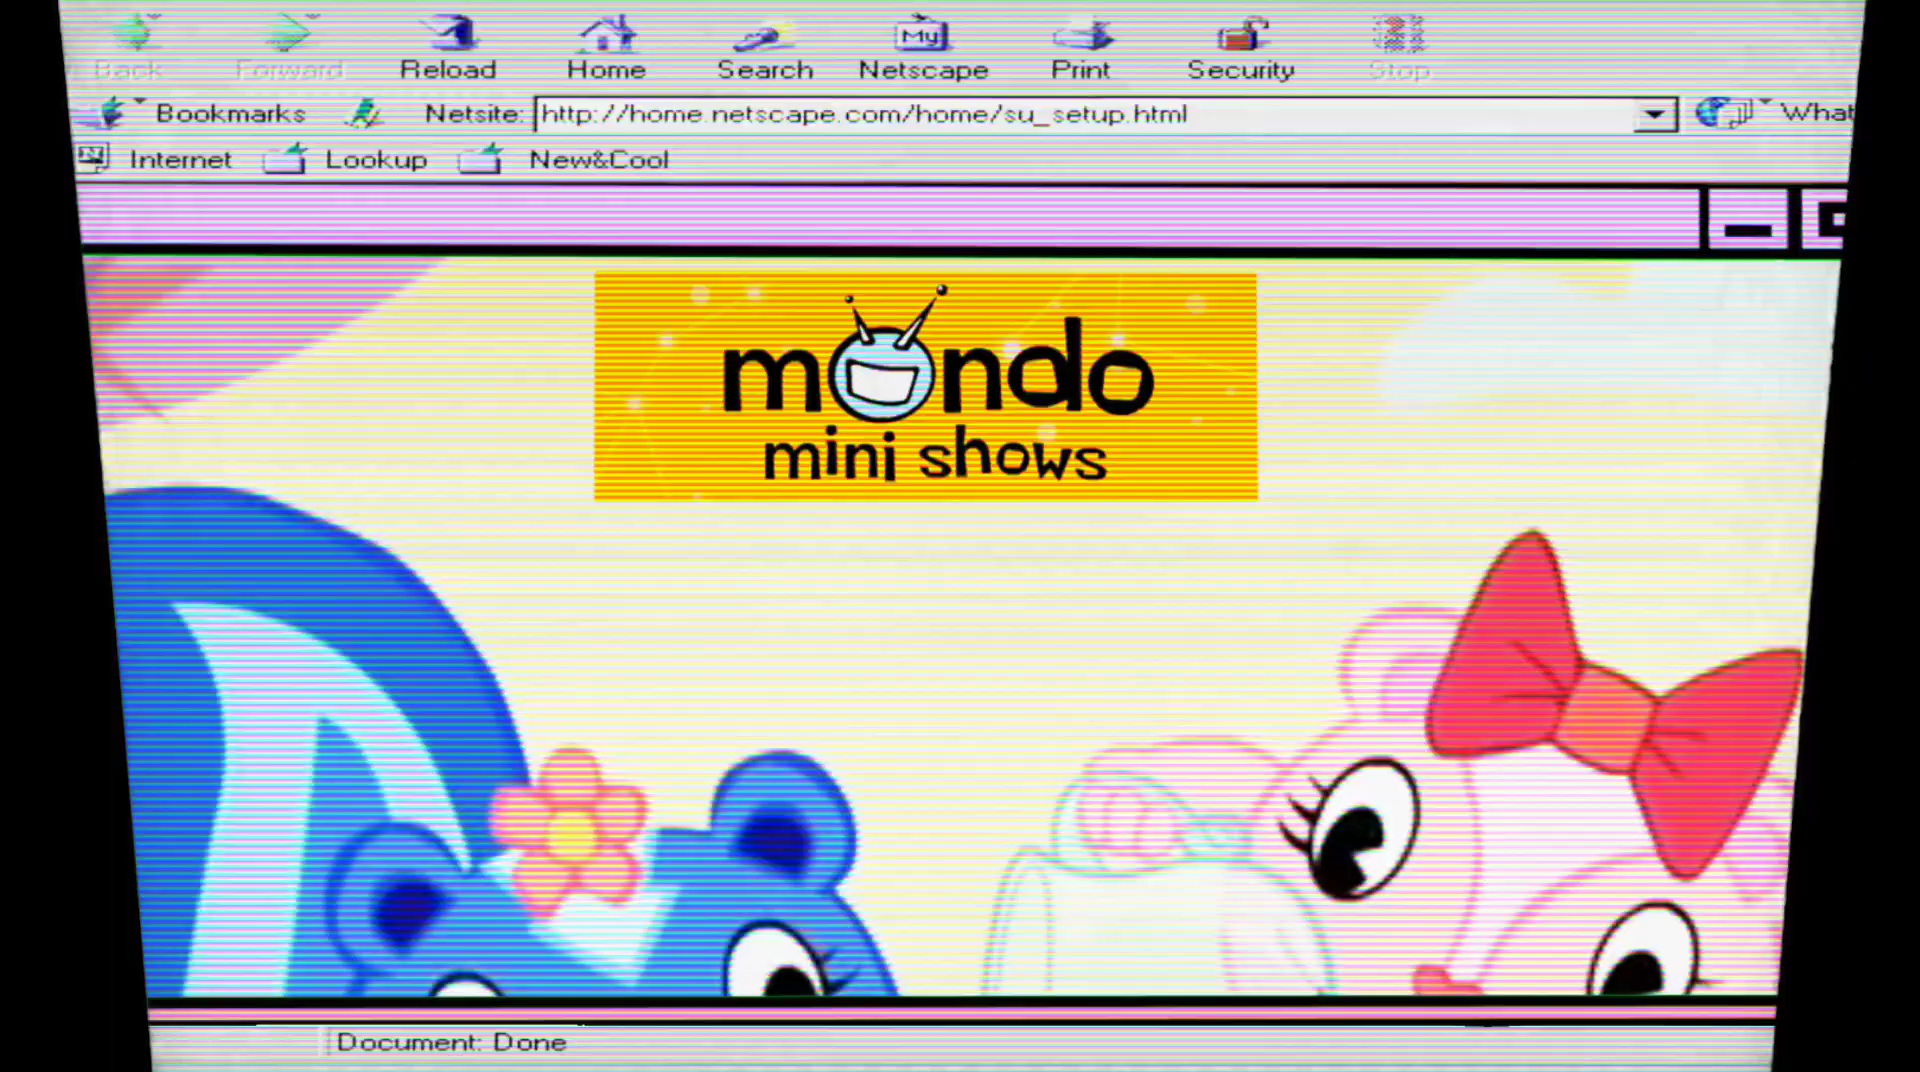 Back Forward Reload Home Search Netscape Print Security Stop
My
Bookmarks Netsite: http://home.netscape.com/home/su_setup.html What
Internet Lookup New&Cool
mondo
mini shows
Document: Done